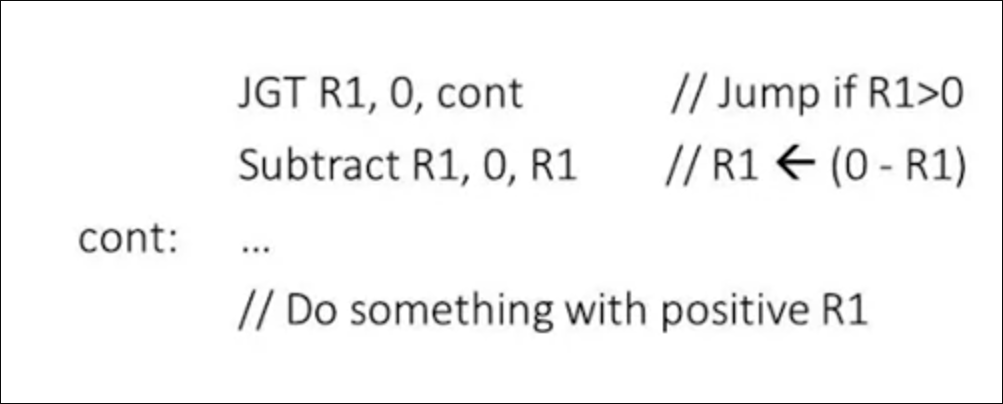 JGT R1, 0, cont // Jump if R1>0
Subtract R1, 0, R1 // R1 ← (0 - R1)
cont: ...
// Do something with positive R1